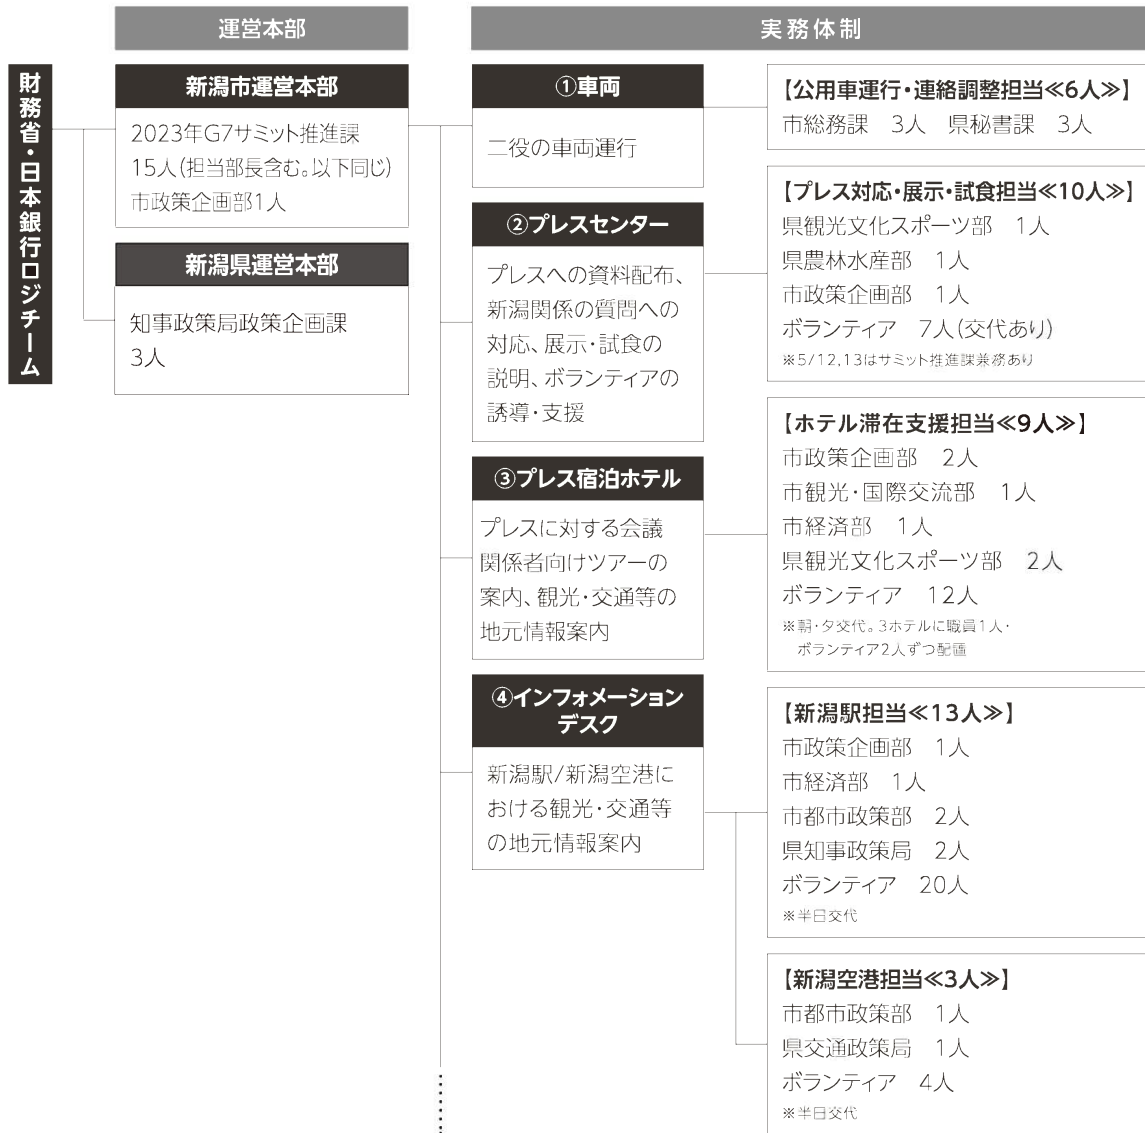 運営本部
実務体制
財務省・日本銀行ロジチーム
新潟市運営本部
2023年G7サミット推進課
15人(担当部長含む。以下同じ)
市政策企画部1人
新潟県運営本部
知事政策局政策企画課
3人
①車両
二役の車両運行
【公用車運行・連絡調整担当≪6人≫】
市総務課 3人 県秘書課 3人
②プレスセンター
プレスへの資料配布、
新潟関係の質問への
対応、展示・試食の
説明、ボランティアの
誘導・支援
【プレス対応・展示・試食担当≪10人≫】
県観光文化スポーツ部 1人
県農林水産部 1人
市政策企画部 1人
ボランティア 7人(交代あり)
※5/12,13はサミット推進課兼務あり
③プレス宿泊ホテル
プレスに対する会議
関係者向けツアーの
案内、観光・交通等の
地元情報案内
【ホテル滞在支援担当≪9人≫】
市政策企画部 2人
市観光・国際交流部 1人
市経済部 1人
県観光文化スポーツ部 2人
ボランティア 12人
※朝・夕交代。3ホテルに職員1人・
ボランティア2人ずつ配置
④インフォメーション
デスク
新潟駅/新潟空港に
おける観光・交通等
の地元情報案内
【新潟駅担当≪13人≫】
市政策企画部 1人
市経済部 1人
市都市政策部 2人
県知事政策局 2人
ボランティア 20人
※半日交代
【新潟空港担当≪3人≫】
市都市政策部 1人
県交通政策局 1人
ボランティア 4人
※半日交代